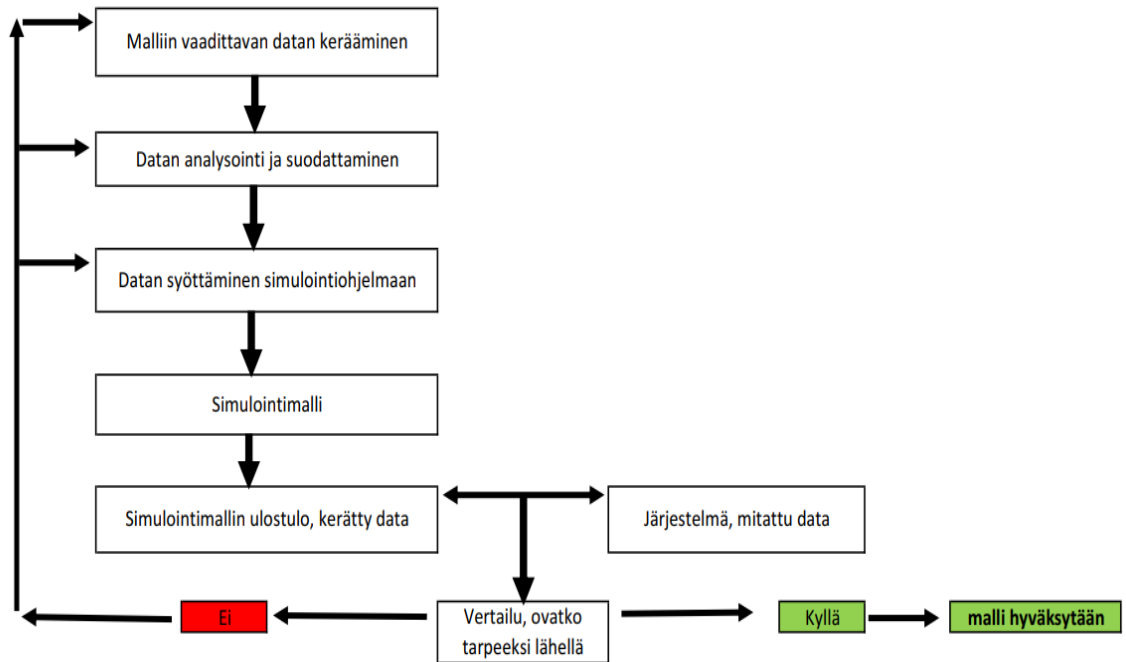 Malliin vaadittavan datan kerääminen
Datan analysointi ja suodattaminen
Datan syöttäminen simulointiohjelmaan
Simulointimalli
Simulointimallin ulostulo, kerätty data
Järjestelmä, mitattu data
Ei
Vertailu, ovatko
tarpeeksi lähellä
Kyllä
malli hyväksytään